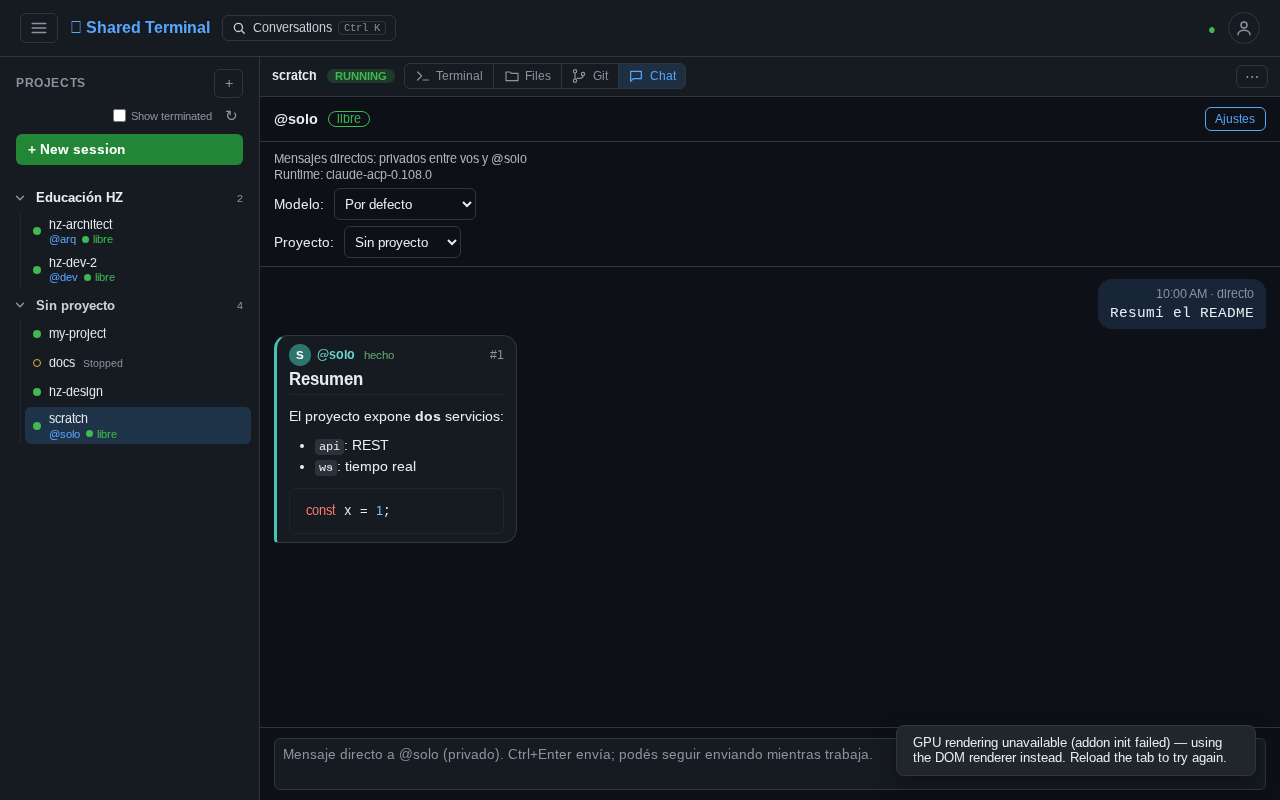 Shared Terminal
Conversations Ctrl K
PROJECTS
+
Show terminated ↻
+ New session
Educación HZ 2
hz-architect
@arq libre
hz-dev-2
@dev libre
Sin proyecto 4
my-project
docs Stopped
hz-design
scratch
@solo libre
scratch RUNNING Terminal Files Git Chat ⋯
@solo libre Ajustes
Mensajes directos: privados entre vos y @solo
Runtime: claude-acp-0.108.0
Modelo: Por defecto
Proyecto: Sin proyecto
10:00 AM · directo
Resumí el README
S @solo hecho #1
Resumen
El proyecto expone dos servicios:
• api: REST
• ws: tiempo real
const x = 1;
Mensaje directo a @solo (privado). Ctrl+Enter envía; podés seguir enviando mientras trabaja.
GPU rendering unavailable (addon init failed) — using
the DOM renderer instead. Reload the tab to try again.